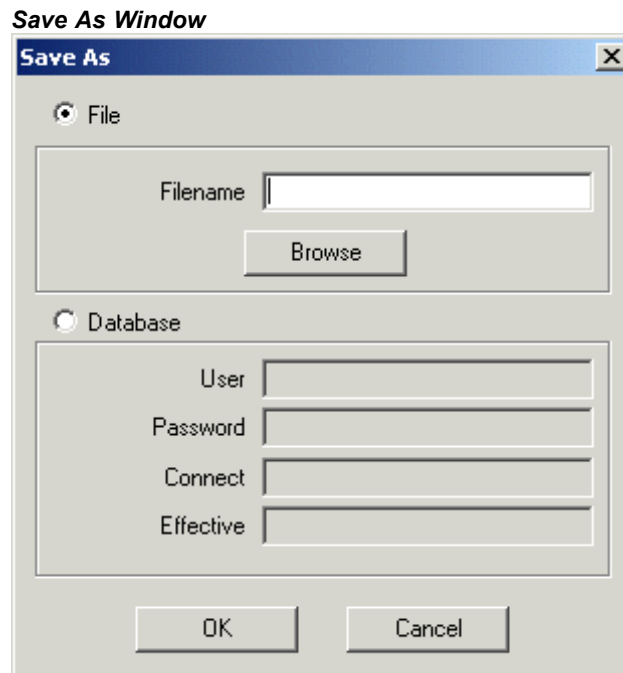 Save As Window
Save As
File
Filename
Browse
Database
User
Password
Connect
Effective
OK Cancel